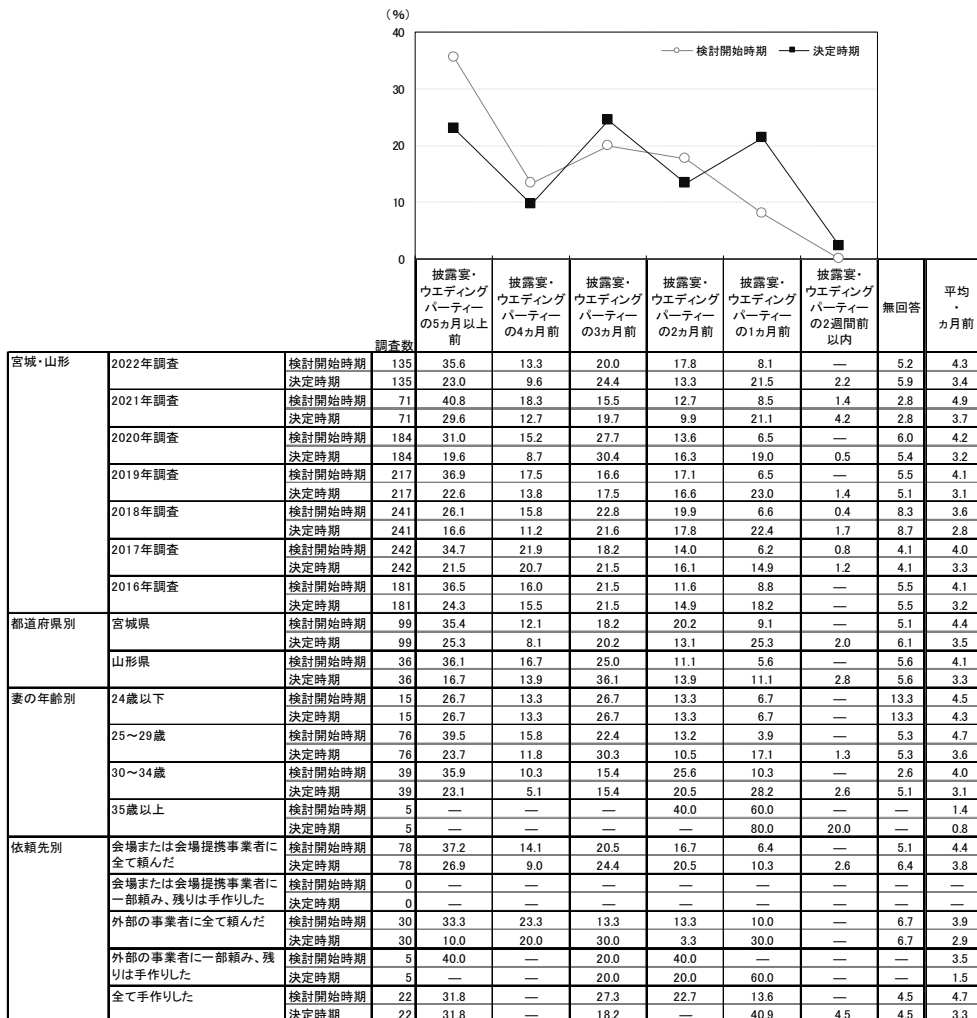 （％）
40
30
20
10
0
検討開始時期 決定時期
調査数 披露宴・ウエディングパーティーの5ヵ月以上前 披露宴・ウエディングパーティーの4ヵ月前 披露宴・ウエディングパーティーの3ヵ月前 披露宴・ウエディングパーティーの2ヵ月前 披露宴・ウエディングパーティーの1ヵ月前 披露宴・ウエディングパーティーの2週間前以内 無回答 平均・ヵ月前
宮城・山形 2022年調査 検討開始時期 135 35.6 13.3 20.0 17.8 8.1 — 5.2 4.3
決定時期 135 23.0 9.6 24.4 13.3 21.5 2.2 5.9 3.4
2021年調査 検討開始時期 71 40.8 18.3 15.5 12.7 8.5 1.4 2.8 4.9
決定時期 71 29.6 12.7 19.7 9.9 21.1 4.2 2.8 3.7
2020年調査 検討開始時期 184 31.0 15.2 27.7 13.6 6.5 — 6.0 4.2
決定時期 184 19.6 8.7 30.4 16.3 19.0 0.5 5.4 3.2
2019年調査 検討開始時期 217 36.9 17.5 16.6 17.1 6.5 — 5.5 4.1
決定時期 217 22.6 13.8 17.5 16.6 23.0 1.4 5.1 3.1
2018年調査 検討開始時期 241 26.1 15.8 22.8 19.9 6.6 0.4 8.3 3.6
決定時期 241 16.6 11.2 21.6 17.8 22.4 1.7 8.7 2.8
2017年調査 検討開始時期 242 34.7 21.9 18.2 14.0 6.2 0.8 4.1 4.0
決定時期 242 21.5 20.7 21.5 16.1 14.9 1.2 4.1 3.3
2016年調査 検討開始時期 181 36.5 16.0 21.5 11.6 8.8 — 5.5 4.1
決定時期 181 24.3 15.5 21.5 14.9 18.2 — 5.5 3.2
都道府県別 宮城県 検討開始時期 99 35.4 12.1 18.2 20.2 9.1 — 5.1 4.4
決定時期 99 25.3 8.1 20.2 13.1 25.3 2.0 6.1 3.5
山形県 検討開始時期 36 36.1 16.7 25.0 11.1 5.6 — 5.6 4.1
決定時期 36 16.7 13.9 36.1 13.9 11.1 2.8 5.6 3.3
妻の年齢別 24歳以下 検討開始時期 15 26.7 13.3 26.7 13.3 6.7 — 13.3 4.5
決定時期 15 26.7 13.3 26.7 13.3 6.7 — 13.3 4.3
25～29歳 検討開始時期 76 39.5 15.8 22.4 13.2 3.9 — 5.3 4.7
決定時期 76 23.7 11.8 30.3 10.5 17.1 1.3 5.3 3.6
30～34歳 検討開始時期 39 35.9 10.3 15.4 25.6 10.3 — 2.6 4.0
決定時期 39 23.1 5.1 15.4 20.5 28.2 2.6 5.1 3.1
35歳以上 検討開始時期 5 — — — 40.0 60.0 — — 1.4
決定時期 5 — — — — 80.0 20.0 — 0.8
依頼先別 会場または会場提携事業者に全て頼んだ 検討開始時期 78 37.2 14.1 20.5 16.7 6.4 — 5.1 4.4
決定時期 78 26.9 9.0 24.4 20.5 10.3 2.6 6.4 3.8
会場または会場提携事業者に一部頼み、残りは手作りした 検討開始時期 0 — — — — — — — —
決定時期 0 — — — — — — — —
外部の事業者に全て頼んだ 検討開始時期 30 33.3 23.3 13.3 13.3 10.0 — 6.7 3.9
決定時期 30 10.0 20.0 30.0 3.3 30.0 — 6.7 2.9
外部の事業者に一部頼み、残りは手作りした 検討開始時期 5 40.0 — 20.0 40.0 — — — 3.5
決定時期 5 — — 20.0 20.0 60.0 — — 1.5
全て手作りした 検討開始時期 22 31.8 — 27.3 22.7 13.6 — 4.5 4.7
決定時期 22 31.8 — 18.2 — 40.9 4.5 4.5 3.3